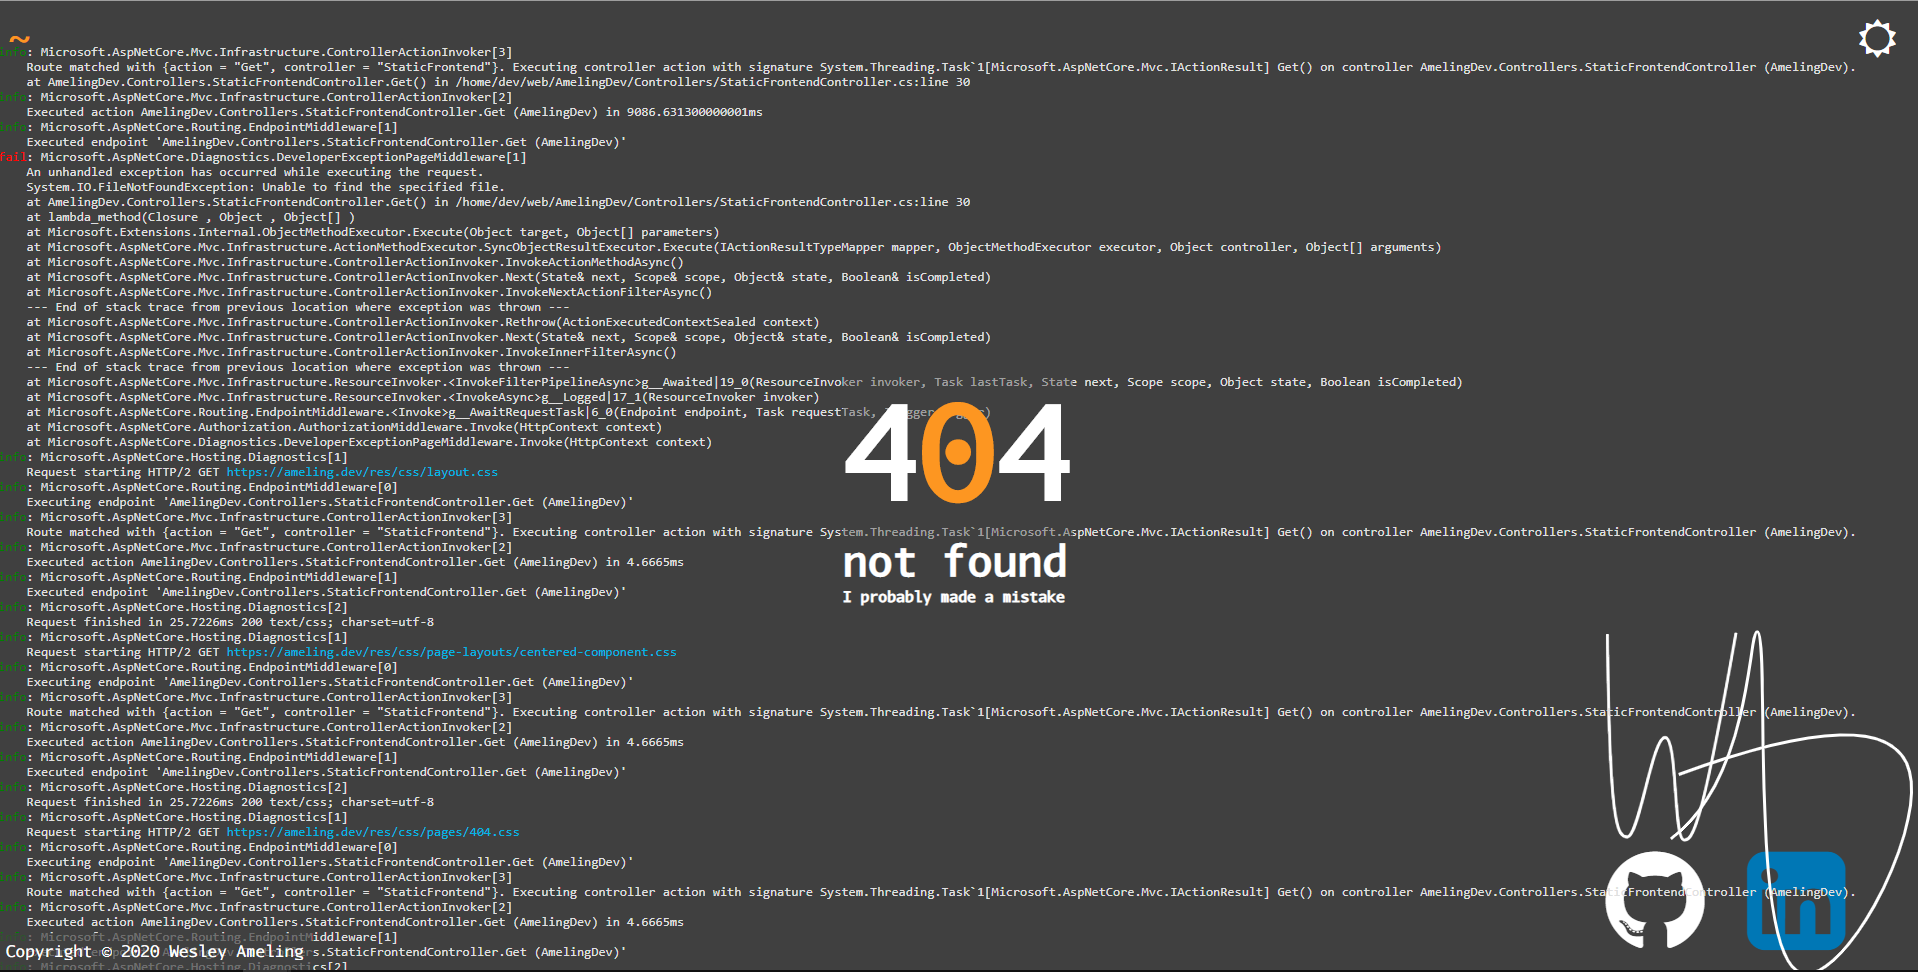 ~
info: Microsoft.AspNetCore.Mvc.Infrastructure.ControllerActionInvoker[3]
Route matched with {action = "Get", controller = "StaticFrontend"}. Executing controller action with signature System.Threading.Task`1[Microsoft.AspNetCore.Mvc.IActionResult] Get() on controller AmelingDev.Controllers.StaticFrontendController (AmelingDev).
at AmelingDev.Controllers.StaticFrontendController.Get() in /home/dev/web/AmelingDev/Controllers/StaticFrontendController.cs:line 30
info: Microsoft.AspNetCore.Mvc.Infrastructure.ControllerActionInvoker[2]
Executed action AmelingDev.Controllers.StaticFrontendController.Get (AmelingDev) in 9086.631300000001ms
info: Microsoft.AspNetCore.Routing.EndpointMiddleware[1]
Executed endpoint 'AmelingDev.Controllers.StaticFrontendController.Get (AmelingDev)'
fail: Microsoft.AspNetCore.Diagnostics.DeveloperExceptionPageMiddleware[1]
An unhandled exception has occurred while executing the request.
System.IO.FileNotFoundException: Unable to find the specified file.
at AmelingDev.Controllers.StaticFrontendController.Get() in /home/dev/web/AmelingDev/Controllers/StaticFrontendController.cs:line 30
at lambda_method(Closure , Object , Object[] )
at Microsoft.Extensions.Internal.ObjectMethodExecutor.Execute(Object target, Object[] parameters)
at Microsoft.AspNetCore.Mvc.Infrastructure.ActionMethodExecutor.SyncObjectResultExecutor.Execute(IActionResultTypeMapper mapper, ObjectMethodExecutor executor, Object controller, Object[] arguments)
at Microsoft.AspNetCore.Mvc.Infrastructure.ControllerActionInvoker.InvokeActionMethodAsync()
at Microsoft.AspNetCore.Mvc.Infrastructure.ControllerActionInvoker.Next(State& next, Scope& scope, Object& state, Boolean& isCompleted)
at Microsoft.AspNetCore.Mvc.Infrastructure.ControllerActionInvoker.InvokeNextActionFilterAsync()
--- End of stack trace from previous location where exception was thrown ---
at Microsoft.AspNetCore.Mvc.Infrastructure.ControllerActionInvoker.Rethrow(ActionExecutedContextSealed context)
at Microsoft.AspNetCore.Mvc.Infrastructure.ControllerActionInvoker.Next(State& next, Scope& scope, Object& state, Boolean& isCompleted)
at Microsoft.AspNetCore.Mvc.Infrastructure.ControllerActionInvoker.InvokeInnerFilterAsync()
--- End of stack trace from previous location where exception was thrown ---
at Microsoft.AspNetCore.Mvc.Infrastructure.ResourceInvoker.<InvokeFilterPipelineAsync>g__Awaited|19_0(ResourceInvoker invoker, Task lastTask, State next, Scope scope, Object state, Boolean isCompleted)
at Microsoft.AspNetCore.Mvc.Infrastructure.ResourceInvoker.<InvokeAsync>g__Logged|17_1(ResourceInvoker invoker)
at Microsoft.AspNetCore.Routing.EndpointMiddleware.<Invoke>g__AwaitRequestTask|6_0(Endpoint endpoint, Task requestTask,
at Microsoft.AspNetCore.Authorization.AuthorizationMiddleware.Invoke(HttpContext context)
at Microsoft.AspNetCore.Diagnostics.DeveloperExceptionPageMiddleware.Invoke(HttpContext context)
404
info: Microsoft.AspNetCore.Hosting.Diagnostics[1]
Request starting HTTP/2 GET https://ameling.dev/res/css/layout.css
info: Microsoft.AspNetCore.Routing.EndpointMiddleware[0]
Executing endpoint 'AmelingDev.Controllers.StaticFrontendController.Get (AmelingDev)'
info: Microsoft.AspNetCore.Mvc.Infrastructure.ControllerActionInvoker[3]
Route matched with {action = "Get", controller = "StaticFrontend"}. Executing controller action with signature System.Threading.Task`1[Microsoft.AspNetCore.Mvc.IActionResult] Get() on controller AmelingDev.Controllers.StaticFrontendController (AmelingDev).
info: Microsoft.AspNetCore.Mvc.Infrastructure.ControllerActionInvoker[2]
Executed action AmelingDev.Controllers.StaticFrontendController.Get (AmelingDev) in 4.6665ms
not found
info: Microsoft.AspNetCore.Routing.EndpointMiddleware[1]
Executed endpoint 'AmelingDev.Controllers.StaticFrontendController.Get (AmelingDev)'
I probably made a mistake
info: Microsoft.AspNetCore.Hosting.Diagnostics[2]
Request finished in 25.7226ms 200 text/css; charset=utf-8
info: Microsoft.AspNetCore.Hosting.Diagnostics[1]
Request starting HTTP/2 GET https://ameling.dev/res/css/page-layouts/centered-component.css
info: Microsoft.AspNetCore.Routing.EndpointMiddleware[0]
Executing endpoint 'AmelingDev.Controllers.StaticFrontendController.Get (AmelingDev)'
info: Microsoft.AspNetCore.Mvc.Infrastructure.ControllerActionInvoker[3]
Route matched with {action = "Get", controller = "StaticFrontend"}. Executing controller action with signature System.Threading.Task`1[Microsoft.AspNetCore.Mvc.IActionResult] Get() on controller AmelingDev.Controllers.StaticFrontendController (AmelingDev).
info: Microsoft.AspNetCore.Mvc.Infrastructure.ControllerActionInvoker[2]
Executed action AmelingDev.Controllers.StaticFrontendController.Get (AmelingDev) in 4.6665ms
info: Microsoft.AspNetCore.Routing.EndpointMiddleware[1]
Executed endpoint 'AmelingDev.Controllers.StaticFrontendController.Get (AmelingDev)'
info: Microsoft.AspNetCore.Hosting.Diagnostics[2]
Request finished in 25.7226ms 200 text/css; charset=utf-8
info: Microsoft.AspNetCore.Hosting.Diagnostics[1]
Request starting HTTP/2 GET https://ameling.dev/res/css/pages/404.css
info: Microsoft.AspNetCore.Routing.EndpointMiddleware[0]
Executing endpoint 'AmelingDev.Controllers.StaticFrontendController.Get (AmelingDev)'
info: Microsoft.AspNetCore.Mvc.Infrastructure.ControllerActionInvoker[3]
Route matched with {action = "Get", controller = "StaticFrontend"}. Executing controller action with signature System.Threading.Task`1[Microsoft.AspNetCore.Mvc.IActionResult] Get() on controller AmelingDev.Controllers.StaticFrontendController (AmelingDev).
info: Microsoft.AspNetCore.Mvc.Infrastructure.ControllerActionInvoker[2]
Executed action AmelingDev.Controllers.StaticFrontendController.Get (AmelingDev) in 4.6665ms
in
info: Microsoft.AspNetCore.Routing.EndpointMiddleware[1]
Copyright © 2020 Wesley Ameling
s.StaticFrontendController.Get (AmelingDev)'
info: Microsoft.AspNetCore.Hosting.Diagnostics[2]